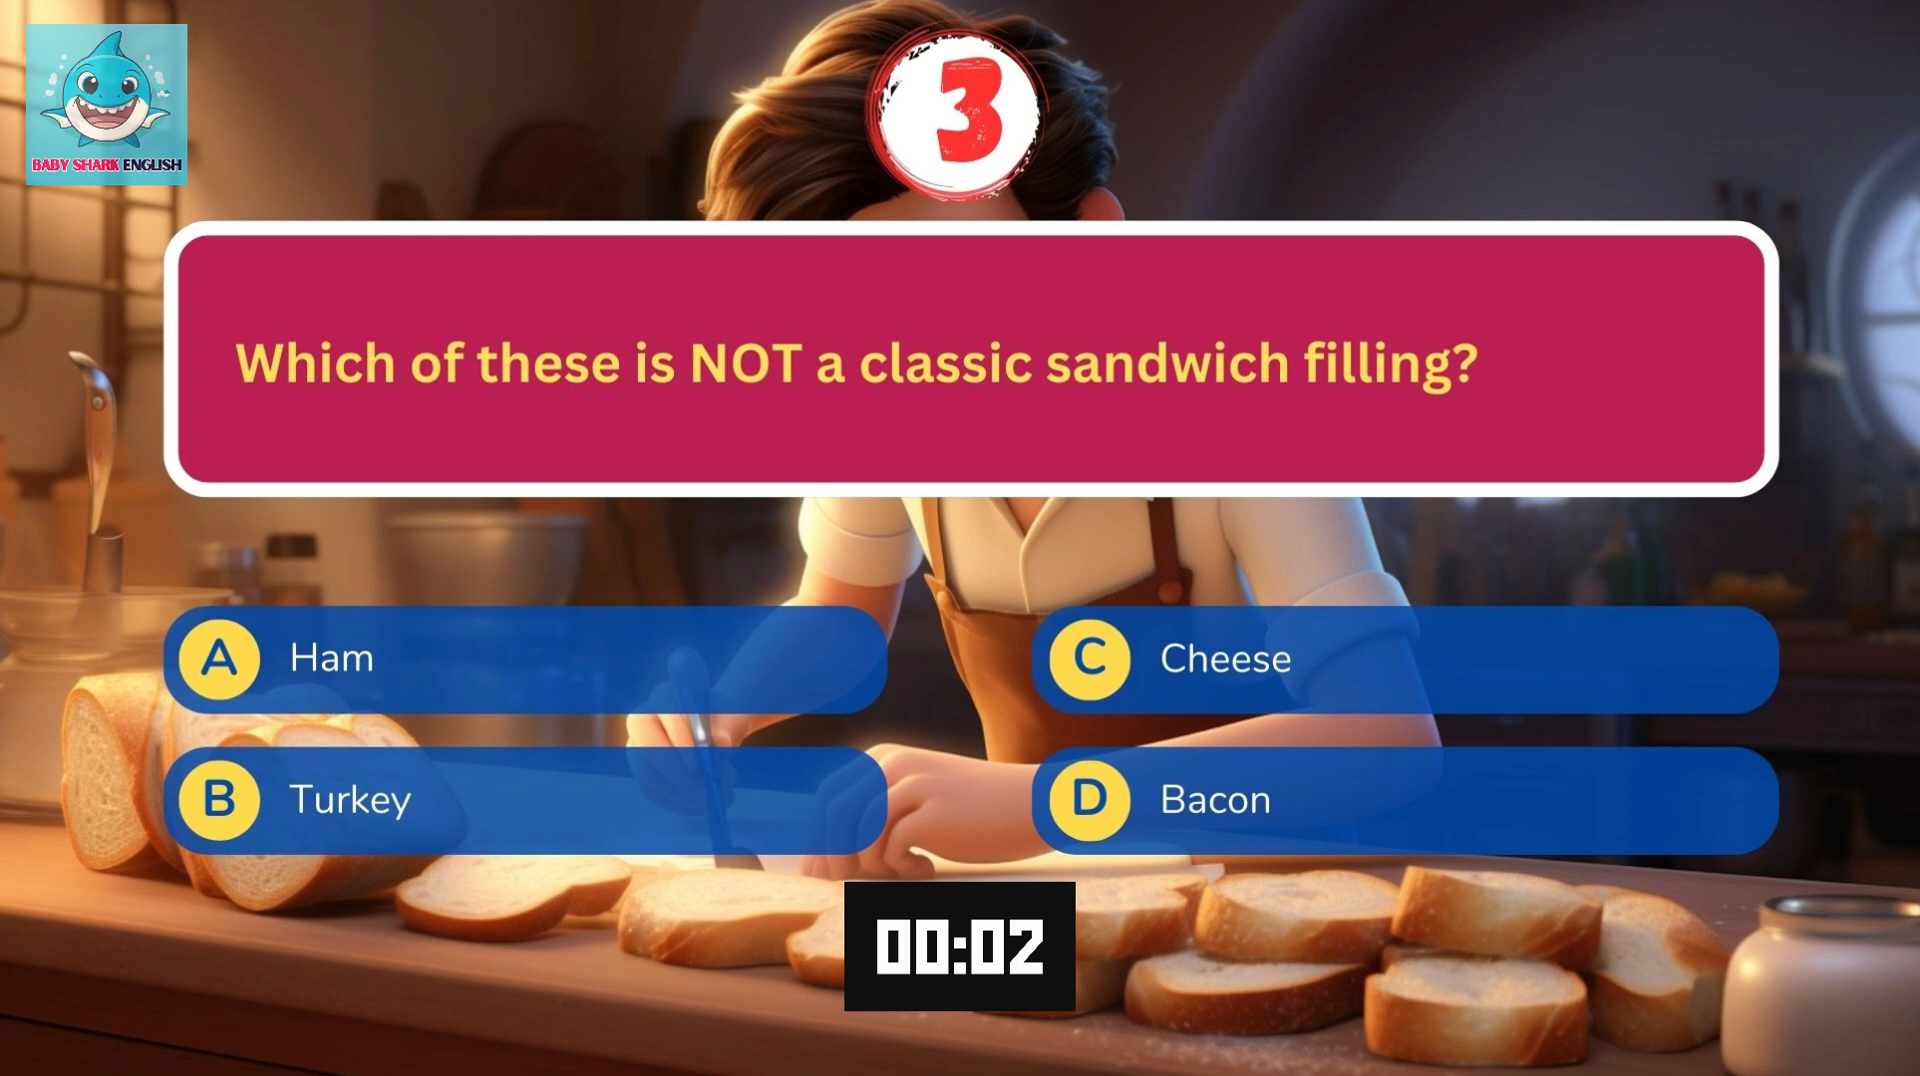 BABY SHARK ENGLISH
3
Which of these is NOT a classic sandwich filling?
A Ham
B Turkey
C Cheese
D Bacon
00:02